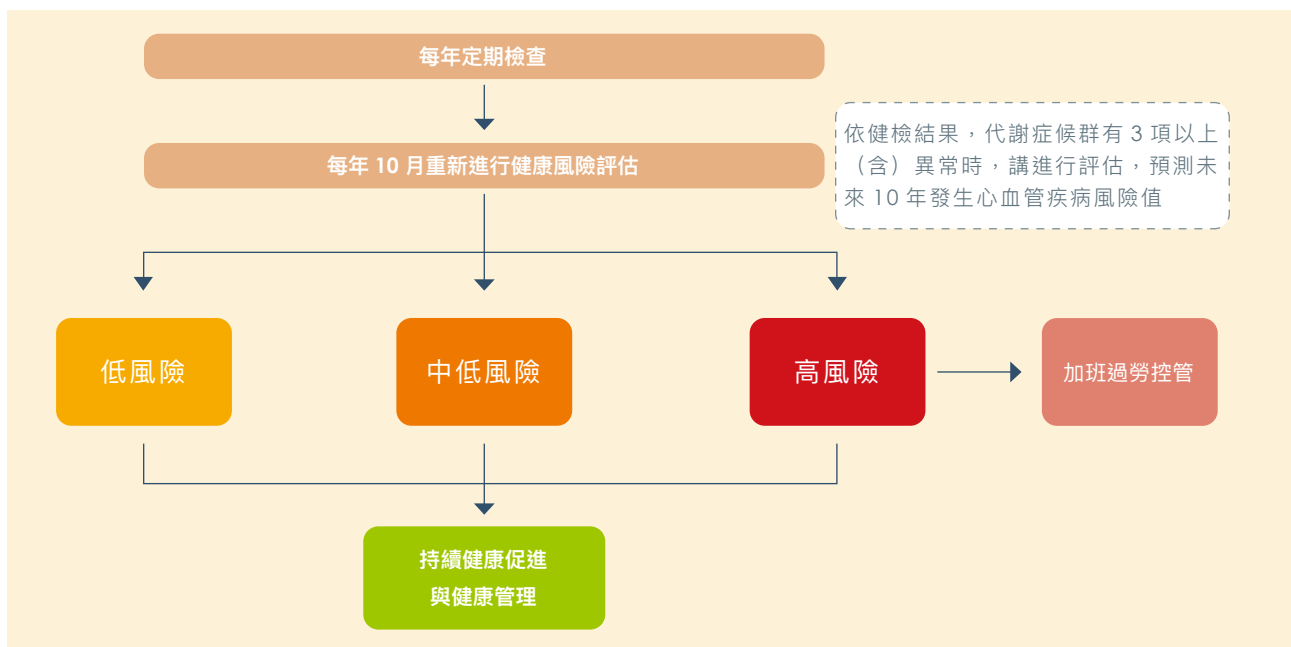 每年定期檢查
每年 10 月重新進行健康風險評估
依健檢結果，代謝症候群有 3 項以上
（含）異常時，講進行評估，預測未
來 10 年發生心血管疾病風險值
低風險
中低風險
高風險
加班過勞控管
持續健康促進
與健康管理